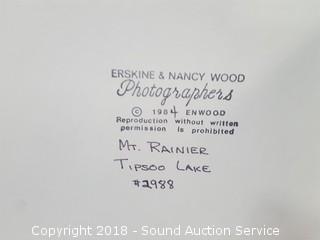 ERSKINE & NANCY WOOD
Photographers
© 1984 ENWOOD
Reproduction without written
permission is prohibited
MT. RAINIER
TIPSOO LAKE
#2988
Copyright 2018 - Sound Auction Service